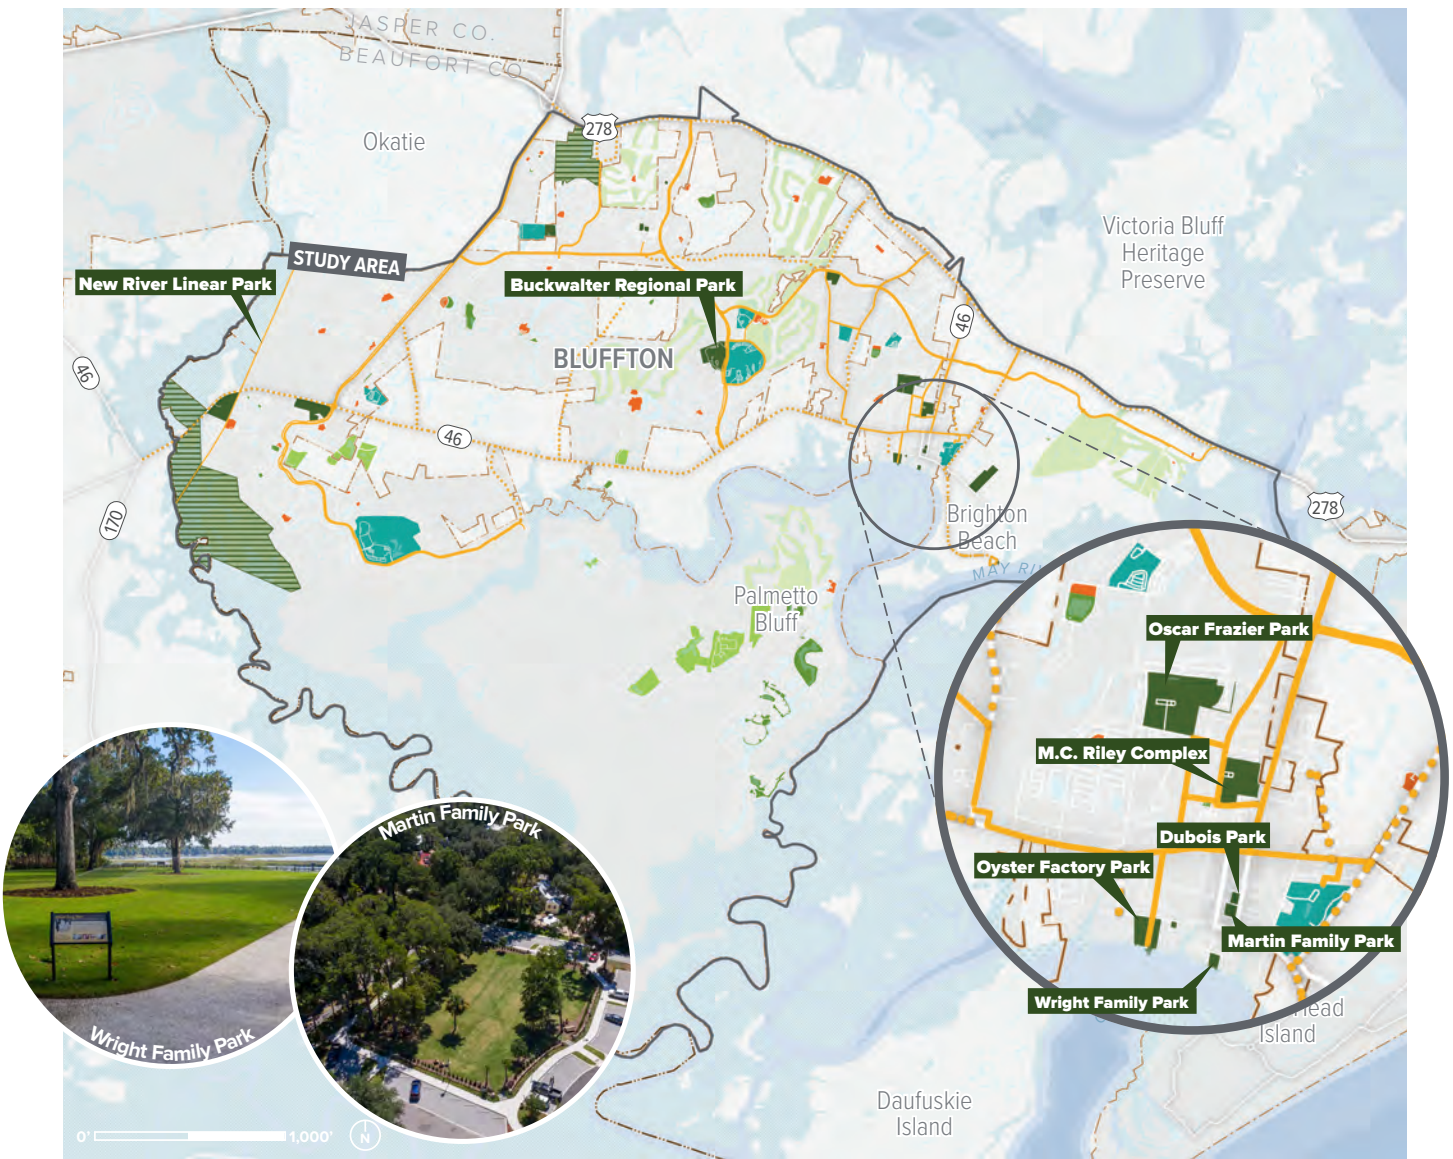 JASPER CO.
BEAUFORT CO
Okatie
278
Victoria Bluff
Heritage
Preserve
STUDY AREA
New River Linear Park
Buckwalter Regional Park
BLUFFTON
46
46
46
170
278
Brighton
Beach
MAY RI
Palmetto
Bluff
Oscar Frazier Park
M.C. Riley Complex
Dubois Park
Oyster Factory Park
Martin Family Park
Wright Family Park
Head
Island
Martin Family Park
Wright Family Park
Daufuskie
Island
0'
1,000'
N